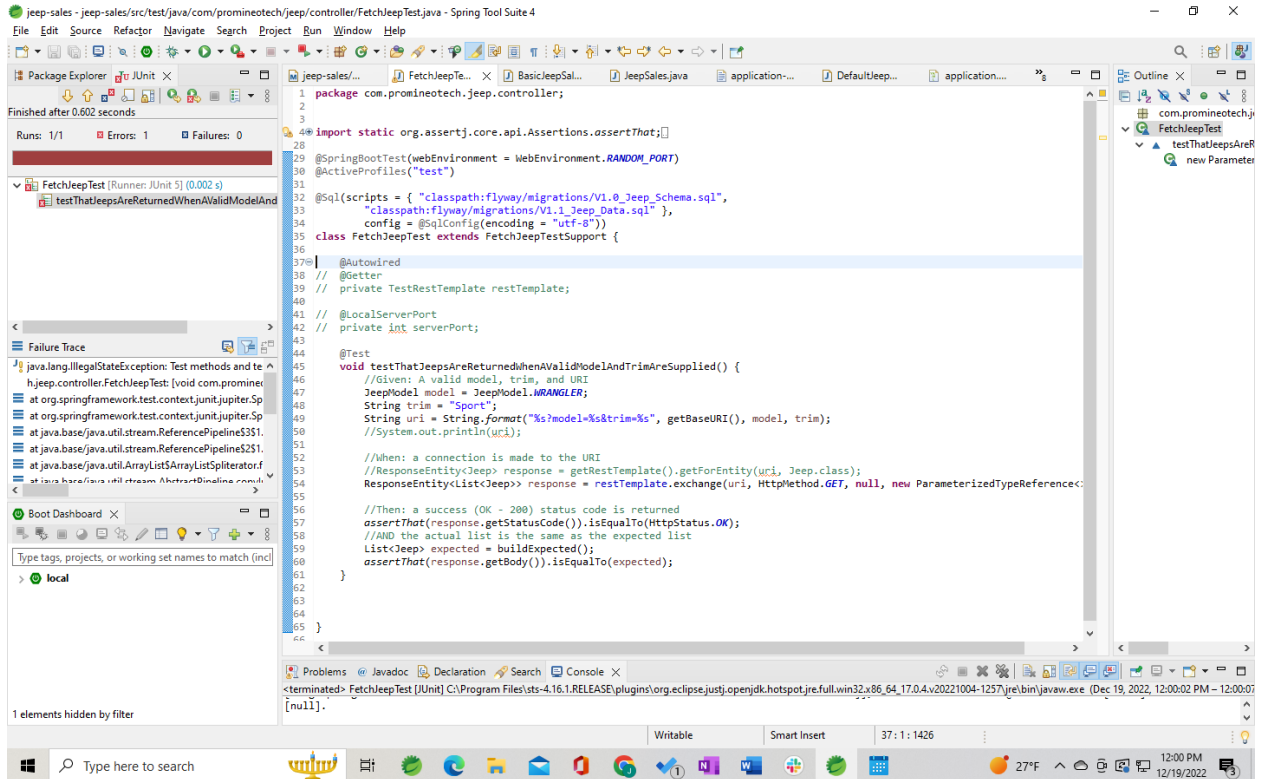 jeep-sales - jeep-sales/src/test/java/com/promineotech/jeep/controller/FetchJeepTest.java - Spring Tool Suite 4
File Edit Source Refactor Navigate Search Project Run Window Help
Package Explorer JUnit
Finished after 0.602 seconds
Runs: 1/1 Errors: 1 Failures: 0
FetchJeepTest [Runner: JUnit 5] (0.002 s)
testThatJeepsAreReturnedWhenAValidModelAnd
Failure Trace
java.lang.IllegalStateException: Test methods and te
h.jeep.controller.FetchJeepTest: [void com.promineo
at org.springframework.test.context.junit.jupiter.Sp
at org.springframework.test.context.junit.jupiter.Sp
at java.base/java.util.stream.ReferencePipeline$3$1.
at java.base/java.util.stream.ReferencePipeline$2$1.
at java.base/java.util.ArrayList$ArrayListSpliterator.f
at java.base/java.util.stream.AbstractPipeline.copyI
Boot Dashboard
Type tags, projects, or working set names to match (incl
local
1 elements hidden by filter
jeep-sales/... FetchJeepTe... BasicJeepSal... JeepSales.java application-... DefaultJeep... application.... »8
1 package com.promineotech.jeep.controller;
2
3
4 import static org.assertj.core.api.Assertions.assertThat;
28
29 @SpringBootTest(webEnvironment = WebEnvironment.RANDOM_PORT)
30 @ActiveProfiles("test")
31
32 @Sql(scripts = { "classpath:flyway/migrations/V1.0_Jeep_Schema.sql",
33 "classpath:flyway/migrations/V1.1_Jeep_Data.sql" },
34 config = @SqlConfig(encoding = "utf-8"))
35 class FetchJeepTest extends FetchJeepTestSupport {
36
37 @Autowired
38 // @Getter
39 // private TestRestTemplate restTemplate;
40
41 // @LocalServerPort
42 // private int serverPort;
43
44 @Test
45 void testThatJeepsAreReturnedWhenAValidModelAndTrimAreSupplied() {
46 //Given: A valid model, trim, and URI
47 JeepModel model = JeepModel.WRANGLER;
48 String trim = "Sport";
49 String uri = String.format("%s?model=%s&trim=%s", getBaseURI(), model, trim);
50 //System.out.println(uri);
51
52 //When: a connection is made to the URI
53 //ResponseEntity<Jeep> response = getRestTemplate().getForEntity(uri, Jeep.class);
54 ResponseEntity<List<Jeep>> response = restTemplate.exchange(uri, HttpMethod.GET, null, new ParameterizedTypeReference<
55
56 //Then: a success (OK - 200) status code is returned
57 assertThat(response.getStatusCode()).isEqualTo(HttpStatus.OK);
58 //AND the actual list is the same as the expected list
59 List<Jeep> expected = buildExpected();
60 assertThat(response.getBody()).isEqualTo(expected);
61 }
62
63
64
65 }
66
Outline
com.promineotech.j
FetchJeepTest
testThatJeepsAreR
new Parameter
Problems Javadoc Declaration Search Console
<terminated> FetchJeepTest [JUnit] C:\Program Files\sts-4.16.1.RELEASE\plugins\org.eclipse.justj.openjdk.hotspot.jre.full.win32.x86_64_17.0.4.v20221004-1257\jre\bin\javaw.exe (Dec 19, 2022, 12:00:02 PM – 12:00:07
[null].
Writable Smart Insert 37 : 1 : 1426
Type here to search
27°F
12:00 PM
12/19/2022
3